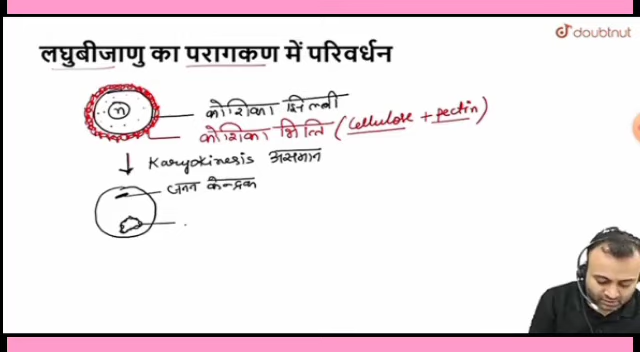 doubtnut
लघुबीजाणु का परागकण में परिवर्धन
n
कोशिका झिल्ली
कोशिका भित्ति (cellulose + pectin)
Karyokinesis असमान
जनन केन्द्रक